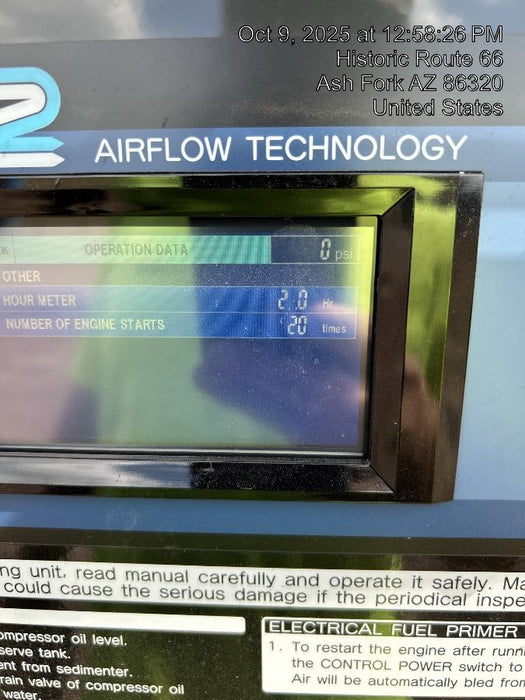 Oct 9, 2025 at 12:58:26 PM
Historic Route 66
Ash Fork AZ 86320
United States
2
AIRFLOW TECHNOLOGY
OPERATION DATA 0 psi
OTHER
HOUR METER 2.0 Hr
NUMBER OF ENGINE STARTS 20 times
ng unit, read manual carefully and operate it safely. Ma
could cause the serious damage if the periodical inspe
ompressor oil level.
serve tank.
ent from sedimenter.
rain valve of compressor oil
water.
ELECTRICAL FUEL PRIMER
1. To restart the engine after runn
the CONTROL POWER switch to
Air will be automatically bled from